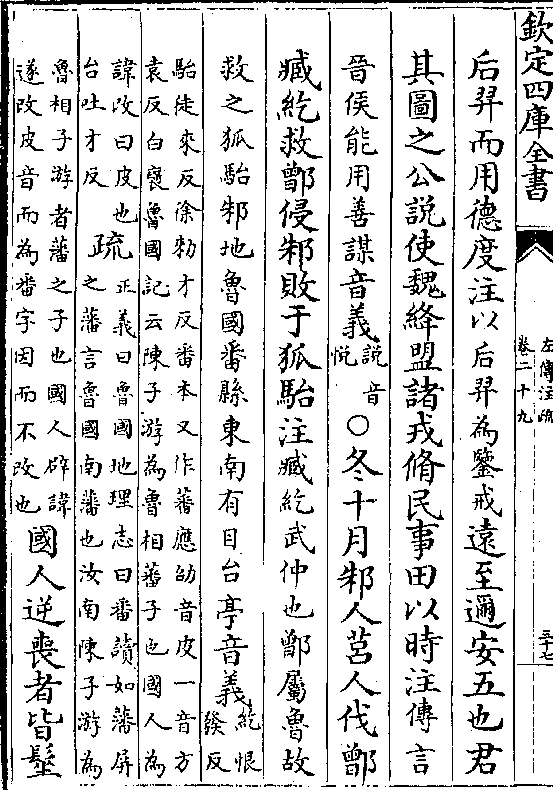 欽定四庫全書
左傳注疏
卷二十九
三十七
后羿而用德度注以后羿為鑒戒遠至邇安五也君
其圖之公說使魏絳盟諸戎脩民事田以時注傳言
晉侯能用善謀音義說音悅○冬十月邾人莒人伐鄫
臧紇救鄫侵邾敗于狐駘注臧紇武仲也鄫屬魯故
救之狐駘邾地魯國番縣東南有目台亭音義紇恨發反
駘徒來反徐勑才反番本又作蕃應劭音皮一音方
袁反白褒魯國記云陳子游為魯相蕃子也國人為
諱改曰皮也台吐才反疏正義曰魯國地理志曰番讀如藩屏之藩言魯國南藩也汝南陳子游為
魯相子游者藩之子也國人辟諱遂改皮音而為番字因而不改也國人逆喪者皆髽